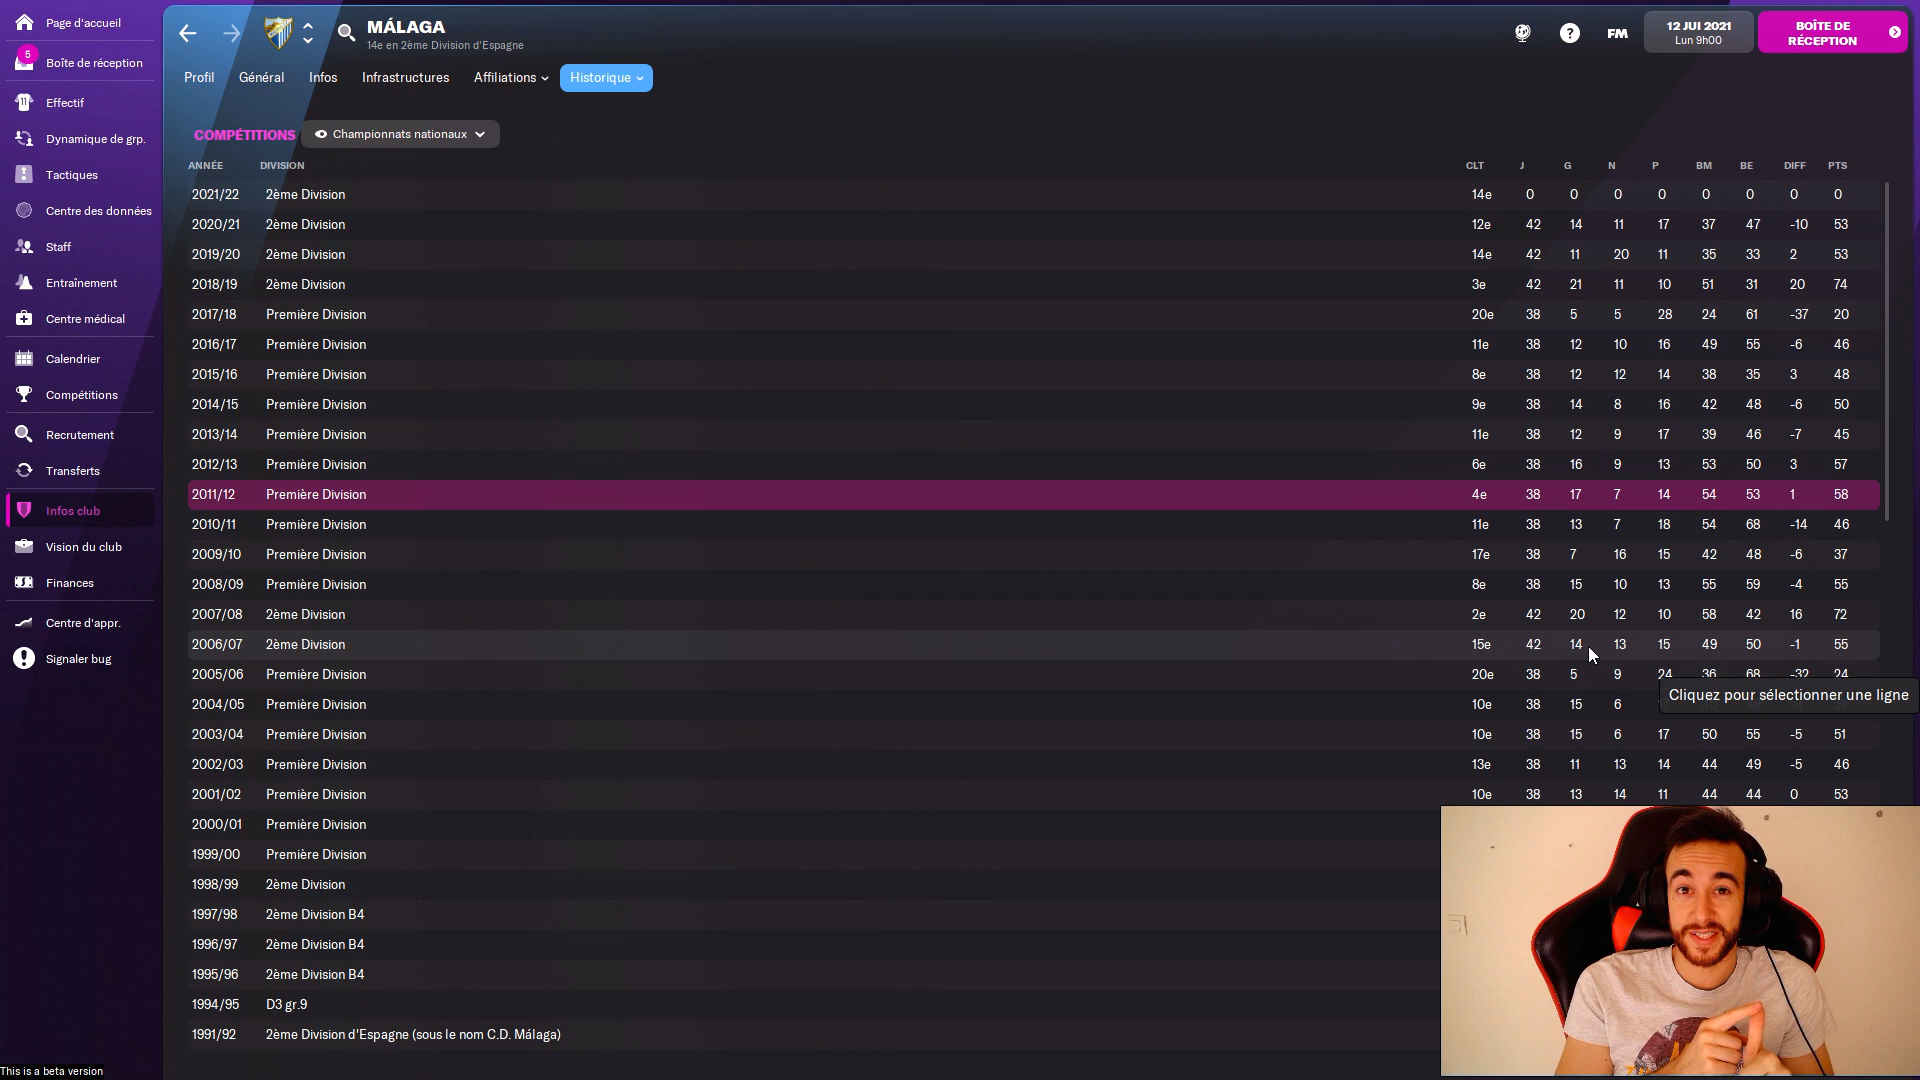 Page d'accueil
5
Boîte de réception
Effectif
Dynamique de grp.
Tactiques
Centre des données
Staff
Entraînement
Centre médical
Calendrier
Compétitions
Recrutement
Transferts
Infos club
Vision du club
Finances
Centre d'appr.
Signaler bug
This is a beta version
MÁLAGA
14e en 2ème Division d'Espagne
FM
12 JUI 2021
Lun 9h00
BOÎTE DE
RÉCEPTION
Profil Général Infos Infrastructures Affiliations Historique
COMPÉTITIONS Championnats nationaux
ANNÉE DIVISION CLT J G N P BM BE DIFF PTS
2021/22 2ème Division 14e 0 0 0 0 0 0 0 0
2020/21 2ème Division 12e 42 14 11 17 37 47 -10 53
2019/20 2ème Division 14e 42 11 20 11 35 33 2 53
2018/19 2ème Division 3e 42 21 11 10 51 31 20 74
2017/18 Première Division 20e 38 5 5 28 24 61 -37 20
2016/17 Première Division 11e 38 12 10 16 49 55 -6 46
2015/16 Première Division 8e 38 12 12 14 38 35 3 48
2014/15 Première Division 9e 38 14 8 16 42 48 -6 50
2013/14 Première Division 11e 38 12 9 17 39 46 -7 45
2012/13 Première Division 6e 38 16 9 13 53 50 3 57
2011/12 Première Division 4e 38 17 7 14 54 53 1 58
2010/11 Première Division 11e 38 13 7 18 54 68 -14 46
2009/10 Première Division 17e 38 7 16 15 42 48 -6 37
2008/09 Première Division 8e 38 15 10 13 55 59 -4 55
2007/08 2ème Division 2e 42 20 12 10 58 42 16 72
2006/07 2ème Division 15e 42 14 13 15 49 50 -1 55
2005/06 Première Division 20e 38 5 9 24 36 68 -32 24
Cliquez pour sélectionner une ligne
2004/05 Première Division 10e 38 15 6
2003/04 Première Division 10e 38 15 6 17 50 55 -5 51
2002/03 Première Division 13e 38 11 13 14 44 49 -5 46
2001/02 Première Division 10e 38 13 14 11 44 44 0 53
2000/01 Première Division
1999/00 Première Division
1998/99 2ème Division
1997/98 2ème Division B4
1996/97 2ème Division B4
1995/96 2ème Division B4
1994/95 D3 gr.9
1991/92 2ème Division d'Espagne (sous le nom C.D. Málaga)